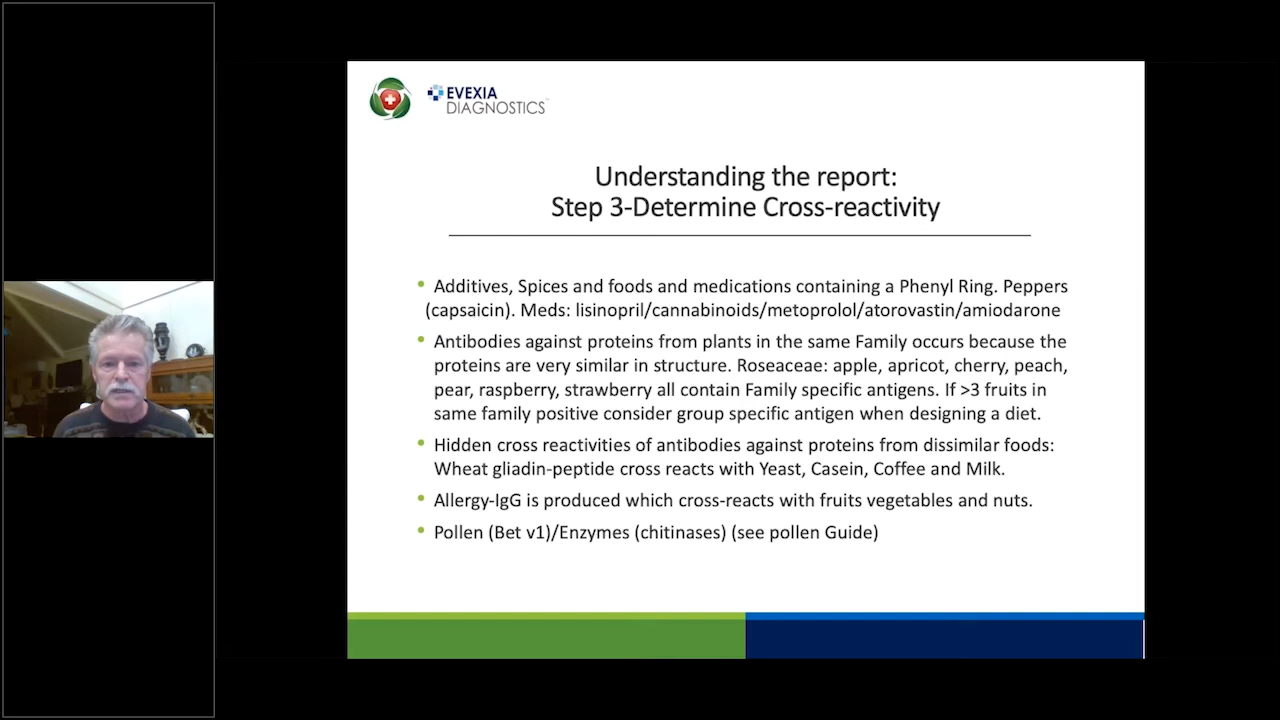 EVEXIA
DIAGNOSTICS
Understanding the report:
Step 3-Determine Cross-reactivity
• Additives, Spices and foods and medications containing a Phenyl Ring. Peppers
(capsaicin). Meds: lisinopril/cannabinoids/metoprolol/atorovastin/amiodarone
• Antibodies against proteins from plants in the same Family occurs because the
proteins are very similar in structure. Roseaceae: apple, apricot, cherry, peach,
pear, raspberry, strawberry all contain Family specific antigens. If >3 fruits in
same family positive consider group specific antigen when designing a diet.
• Hidden cross reactivities of antibodies against proteins from dissimilar foods:
Wheat gliadin-peptide cross reacts with Yeast, Casein, Coffee and Milk.
• Allergy-IgG is produced which cross-reacts with fruits vegetables and nuts.
• Pollen (Bet v1)/Enzymes (chitinases) (see pollen Guide)